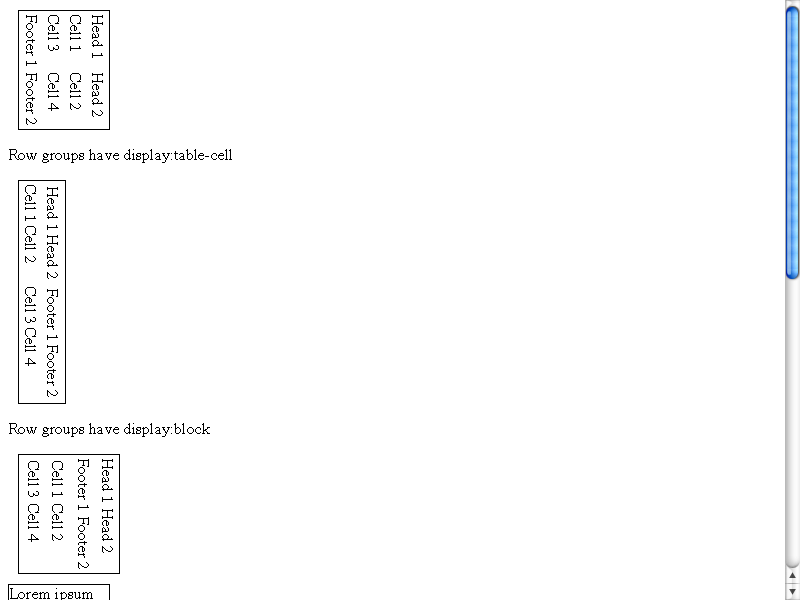 Head 1 Head 2
Cell 1 Cell 2
Cell 3 Cell 4
Footer 1 Footer 2
Row groups have display:table-cell
Head 1 Head 2 Footer 1 Footer 2
Cell 1 Cell 2 Cell 3 Cell 4
Row groups have display:block
Head 1 Head 2
Footer 1 Footer 2
Cell 1 Cell 2
Cell 3 Cell 4
Lorem ipsum